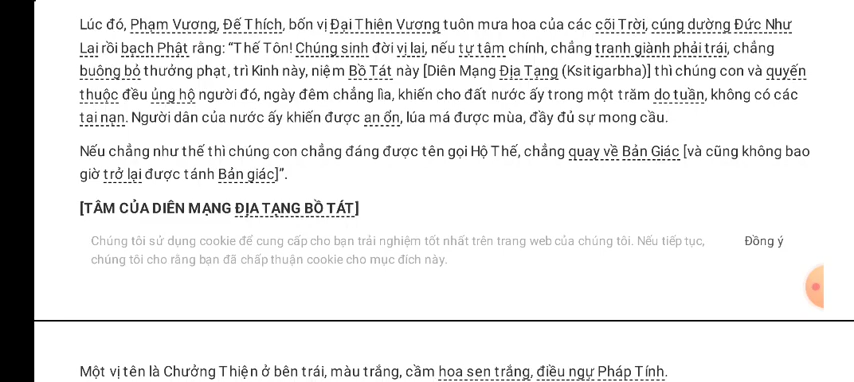 Lúc đó, Phạm Vương, Đế Thích, bốn vị Đại Thiên Vương tuôn mưa hoa của các cõi Trời, cúng dường Đức Như
Lai rồi bạch Phật rằng: “Thế Tôn! Chúng sinh đời vị lai, nếu tự tâm chính, chẳng tranh giành phải trái, chẳng
buông bỏ thưởng phạt, trì Kinh này, niệm Bồ Tát này [Diên Mạng Địa Tạng (Ksitigarbha)] thì chúng con và quyến
thuộc đều ủng hộ người đó, ngày đêm chẳng lìa, khiến cho đất nước ấy trong một trăm do tuần, không có các
tai nạn. Người dân của nước ấy khiến được an ổn, lúa má được mùa, đầy đủ sự mong cầu.
Nếu chẳng như thế thì chúng con chẳng đáng được tên gọi Hộ Thế, chẳng quay về Bản Giác [và cũng không bao
giờ trở lại được tánh Bản giác]”.
[TÂM CỦA DIÊN MẠNG ĐỊA TẠNG BỒ TÁT]
Chúng tôi sử dụng cookie để cung cấp cho bạn trải nghiệm tốt nhất trên trang web của chúng tôi. Nếu tiếp tục, Đồng ý
chúng tôi cho rằng bạn đã chấp thuận cookie cho mục đích này.
Một vị tên là Chưởng Thiện ở bên trái, màu trắng, cầm hoa sen trắng, điều ngự Pháp Tính.